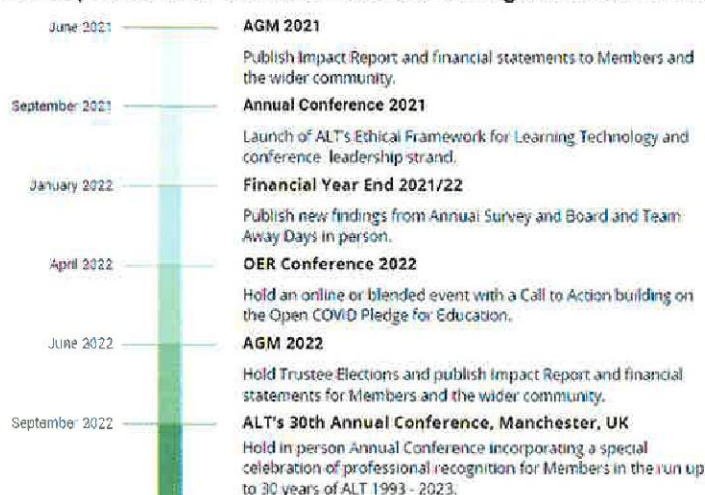 June 2021
AGM 2021
Publish Impact Report and financial statements to Members and
the wider community.
September 2021
Annual Conference 2021
Launch of ALT's Ethical Framework for Learning Technology and
conference leadership strand.
January 2022
Financial Year End 2021/22
Publish new findings from Annual Survey and Board and Team
Away Days in person.
April 2022
OER Conference 2022
Hold an online or blended event with a Call to Action building on
the Open COVID Pledge for Education.
June 2022
AGM 2022
Hold Trustee Elections and publish Impact Report and financial
statements for Members and the wider community.
September 2022
ALT's 30th Annual Conference, Manchester, UK
Hold in person Annual Conference incorporating a special
celebration of professional recognition for Members in the run up
to 30 years of ALT 1993 - 2023.